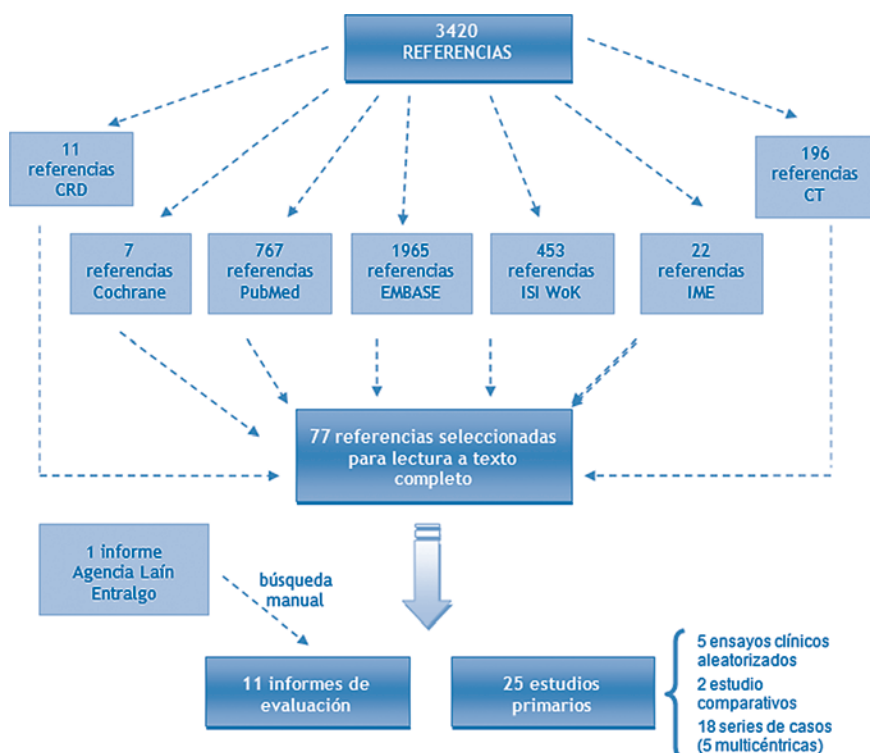 3420
REFERENCIAS
11
referencias
CRD
196
referencias
CT
7
referencias
Cochrane
767
referencias
PubMed
1965
referencias
EMBASE
453
referencias
ISI WoK
22
referencias
IME
77 referencias seleccionadas
para lectura a texto
completo
1 informe
Agencia Laín
Entralgo
búsqueda
manual
11 informes de
evaluación
25 estudios
primarios
5 ensayos clínicos
aleatorizados
2 estudio
comparativos
18 series de casos
(5 multicéntricas)